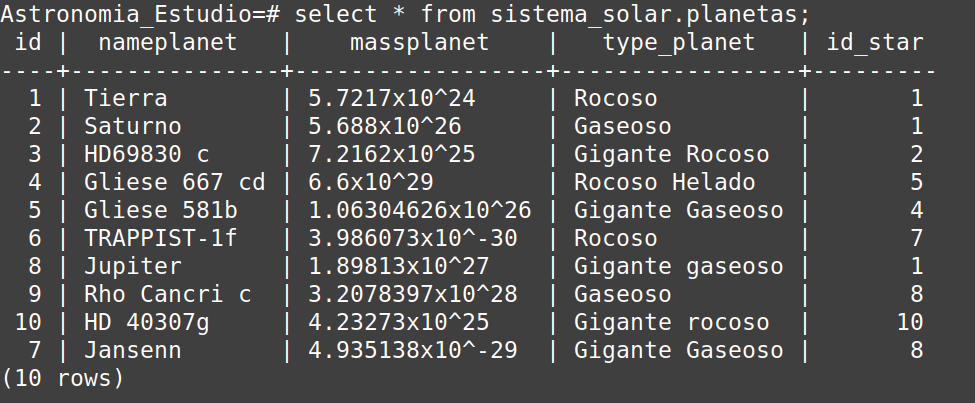 Astronomia_Estudio=# select * from sistema_solar.planetas;
 id |  nameplanet   |    massplanet    |   type_planet   | id_star
----+---------------+------------------+-----------------+---------
  1 | Tierra        | 5.7217x10^24     | Rocoso          |       1
  2 | Saturno       | 5.688x10^26      | Gaseoso         |       1
  3 | HD69830 c     | 7.2162x10^25     | Gigante Rocoso  |       2
  4 | Gliese 667 cd | 6.6x10^29        | Rocoso Helado   |       5
  5 | Gliese 581b   | 1.06304626x10^26 | Gigante Gaseoso |       4
  6 | TRAPPIST-1f   | 3.986073x10^-30  | Rocoso          |       7
  8 | Jupiter       | 1.89813x10^27    | Gigante gaseoso |       1
  9 | Rho Cancri c  | 3.2078397x10^28  | Gaseoso         |       8
 10 | HD 40307g     | 4.23273x10^25    | Gigante rocoso  |      10
  7 | Jansenn       | 4.935138x10^-29  | Gigante Gaseoso |       8
(10 rows)